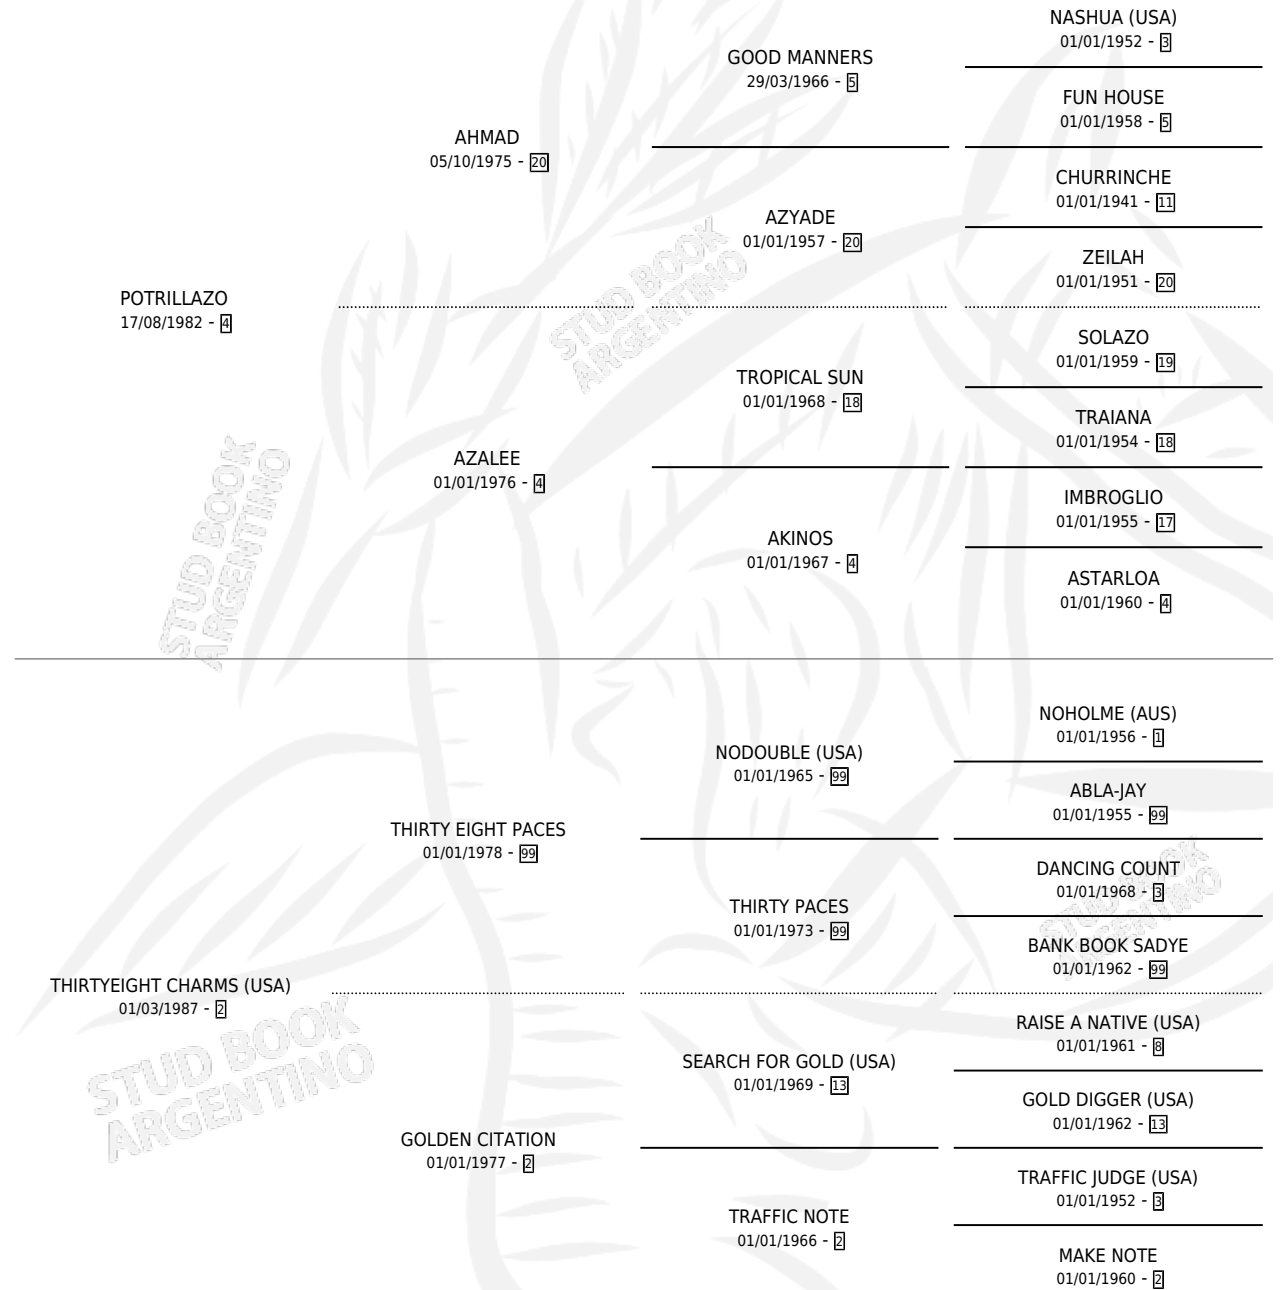 NASHUA (USA)
01/01/1952 - 3
GOOD MANNERS
29/03/1966 - 5
FUN HOUSE
01/01/1958 - 5
AHMAD
05/10/1975 - 20
CHURRINCHE
01/01/1941 - 11
AZYADE
01/01/1957 - 20
ZEILAH
01/01/1951 - 20
POTRILLAZO
17/08/1982 - 4
STUD BOOK
ARGENTINO
SOLAZO
01/01/1959 - 19
TROPICAL SUN
01/01/1968 - 18
TRAIANA
01/01/1954 - 18
AZALEE
01/01/1976 - 4
IMBROGLIO
01/01/1955 - 17
AKINOS
01/01/1967 - 4
ASTARLOA
01/01/1960 - 4
STUD BOOK
ARGENTINO
NOHOLME (AUS)
01/01/1956 - 1
NODOUBLE (USA)
01/01/1965 - 99
ABLA-JAY
01/01/1955 - 99
THIRTY EIGHT PACES
01/01/1978 - 99
DANCING COUNT
01/01/1968 - 3
THIRTY PACES
01/01/1973 - 99
STUD BOOK
ARGENTINO
BANK BOOK SADYE
01/01/1962 - 99
THIRTYEIGHT CHARMS (USA)
01/03/1987 - 2
STUD BOOK
ARGENTINO
RAISE A NATIVE (USA)
01/01/1961 - 8
SEARCH FOR GOLD (USA)
01/01/1969 - 13
GOLD DIGGER (USA)
01/01/1962 - 13
GOLDEN CITATION
01/01/1977 - 2
TRAFFIC JUDGE (USA)
01/01/1952 - 3
TRAFFIC NOTE
01/01/1966 - 2
MAKE NOTE
01/01/1960 - 2